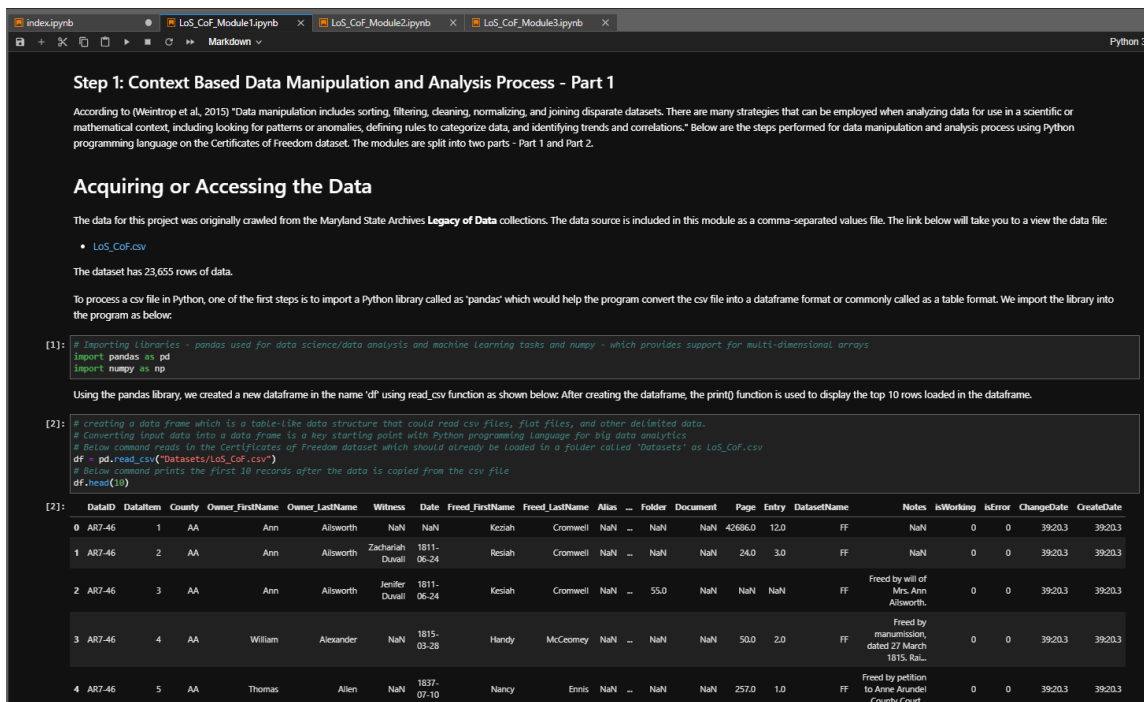 index.ipynb LoS_CoF_Module1.ipynb LoS_CoF_Module2.ipynb LoS_CoF_Module3.ipynb
Markdown Python 3
Step 1: Context Based Data Manipulation and Analysis Process - Part 1
According to (Weintrop et al., 2015) "Data manipulation includes sorting, filtering, cleaning, normalizing, and joining disparate datasets. There are many strategies that can be employed when analyzing data for use in a scientific or
mathematical context, including looking for patterns or anomalies, defining rules to categorize data, and identifying trends and correlations." Below are the steps performed for data manipulation and analysis process using Python
programming language on the Certificates of Freedom dataset. The modules are split into two parts - Part 1 and Part 2.
Acquiring or Accessing the Data
The data for this project was originally crawled from the Maryland State Archives Legacy of Data collections. The data source is included in this module as a comma-separated values file. The link below will take you to a view the data file:
• LoS_CoF.csv
The dataset has 23,655 rows of data.
To process a csv file in Python, one of the first steps is to import a Python library called as 'pandas' which would help the program convert the csv file into a dataframe format or commonly called as a table format. We import the library into
the program as below:
[1]: # Importing libraries - pandas used for data science/data analysis and machine learning tasks and numpy - which provides support for multi-dimensional arrays
import pandas as pd
import numpy as np
Using the pandas library, we created a new dataframe in the name 'df' using read_csv function as shown below: After creating the dataframe, the print() function is used to display the top 10 rows loaded in the dataframe.
[2]: # creating a data frame which is a table-like data structure that could read csv files, flat files, and other delimited data.
# Converting input data into a data frame is a key starting point with Python programming language for big data analytics
# Below command reads in the Certificates of Freedom dataset which should already be loaded in a folder called 'Datasets' as LoS_CoF.csv
df = pd.read_csv("Datasets/LoS_CoF.csv")
# Below command prints the first 10 records after the data is copied from the csv file
df.head(10)
[2]: DataID DataItem County Owner_FirstName Owner_LastName Witness Date Freed_FirstName Freed_LastName Alias ... Folder Document Page Entry DatasetName Notes isWorking isError ChangeDate CreateDate
0 AR7-46 1 AA Ann Ailsworth NaN NaN Keziah Cromwell NaN ... NaN NaN 42686.0 12.0 FF NaN 0 0 39:20.3 39:20.3
1 AR7-46 2 AA Ann Ailsworth Zachariah Duvall 1811-06-24 Resiah Cromwell NaN ... NaN NaN 24.0 3.0 FF NaN 0 0 39:20.3 39:20.3
2 AR7-46 3 AA Ann Ailsworth Jenifer Duvall 1811-06-24 Kesiah Cromwell NaN ... 55.0 NaN NaN NaN FF Freed by will of Mrs. Ann Ailsworth. 0 0 39:20.3 39:20.3
3 AR7-46 4 AA William Alexander NaN 1815-03-28 Handy McCeomey NaN ... NaN NaN 50.0 2.0 FF Freed by manumission, dated 27 March 1815. Rai... 0 0 39:20.3 39:20.3
4 AR7-46 5 AA Thomas Allen NaN 1837-07-10 Nancy Ennis NaN ... NaN NaN 257.0 1.0 FF Freed by petition to Anne Arundel County Court. 0 0 39:20.3 39:20.3